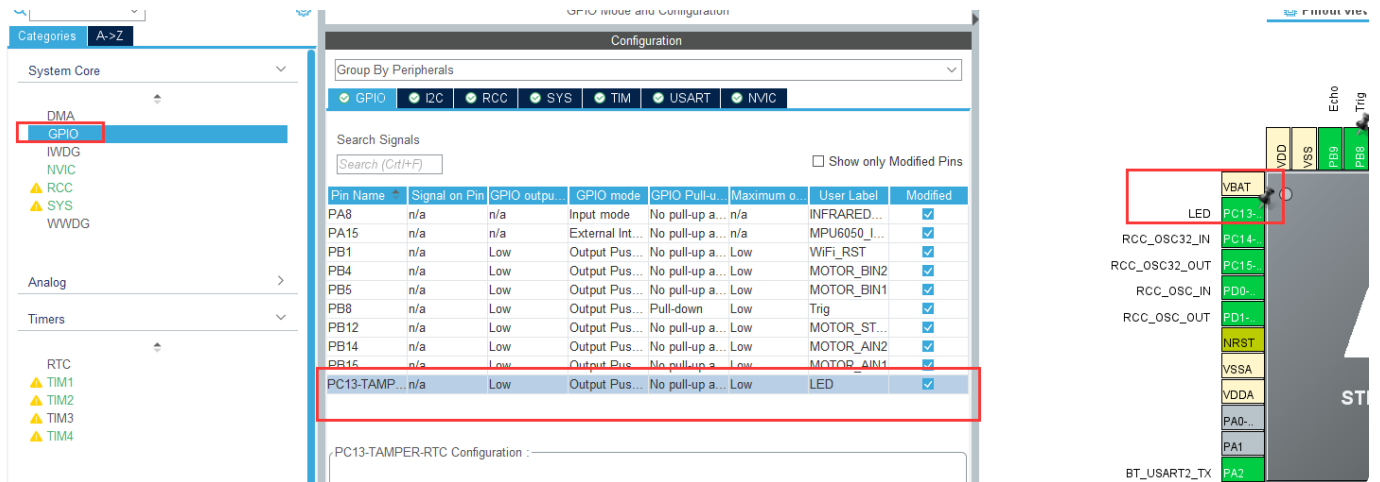 GPIO Mode and Configuration
Pinout view
Categories
A->Z
System Core
DMA
GPIO
IWDG
NVIC
RCC
SYS
WWDG
Analog
Timers
RTC
TIM1
TIM2
TIM3
TIM4
Configuration
Group By Peripherals
GPIO I2C RCC SYS TIM USART NVIC
Search Signals
Search (Crtl+F)
Show only Modified Pins
Pin Name Signal on Pin GPIO outpu... GPIO mode GPIO Pull-u... Maximum o... User Label Modified
PA8 n/a n/a Input mode No pull-up a... n/a INFRARED...
PA15 n/a n/a External Int... No pull-up a... n/a MPU6050_I...
PB1 n/a Low Output Pus... No pull-up a... Low WiFi_RST
PB4 n/a Low Output Pus... No pull-up a... Low MOTOR_BIN2
PB5 n/a Low Output Pus... No pull-up a... Low MOTOR_BIN1
PB8 n/a Low Output Pus... Pull-down Low Trig
PB12 n/a Low Output Pus... No pull-up a... Low MOTOR_ST...
PB14 n/a Low Output Pus... No pull-up a... Low MOTOR_AIN2
PB15 n/a Low Output Pus... No pull-up a... Low MOTOR_AIN1
PC13-TAMP... n/a Low Output Pus... No pull-up a... Low LED
PC13-TAMPER-RTC Configuration :
Echo
Trig
VDD
VSS
PB9
PB8
VBAT
LED PC13-..
RCC_OSC32_IN PC14-..
RCC_OSC32_OUT PC15-..
RCC_OSC_IN PD0-..
RCC_OSC_OUT PD1-..
NRST
VSSA
VDDA
PA0-..
PA1
BT_USART2_TX PA2
ST